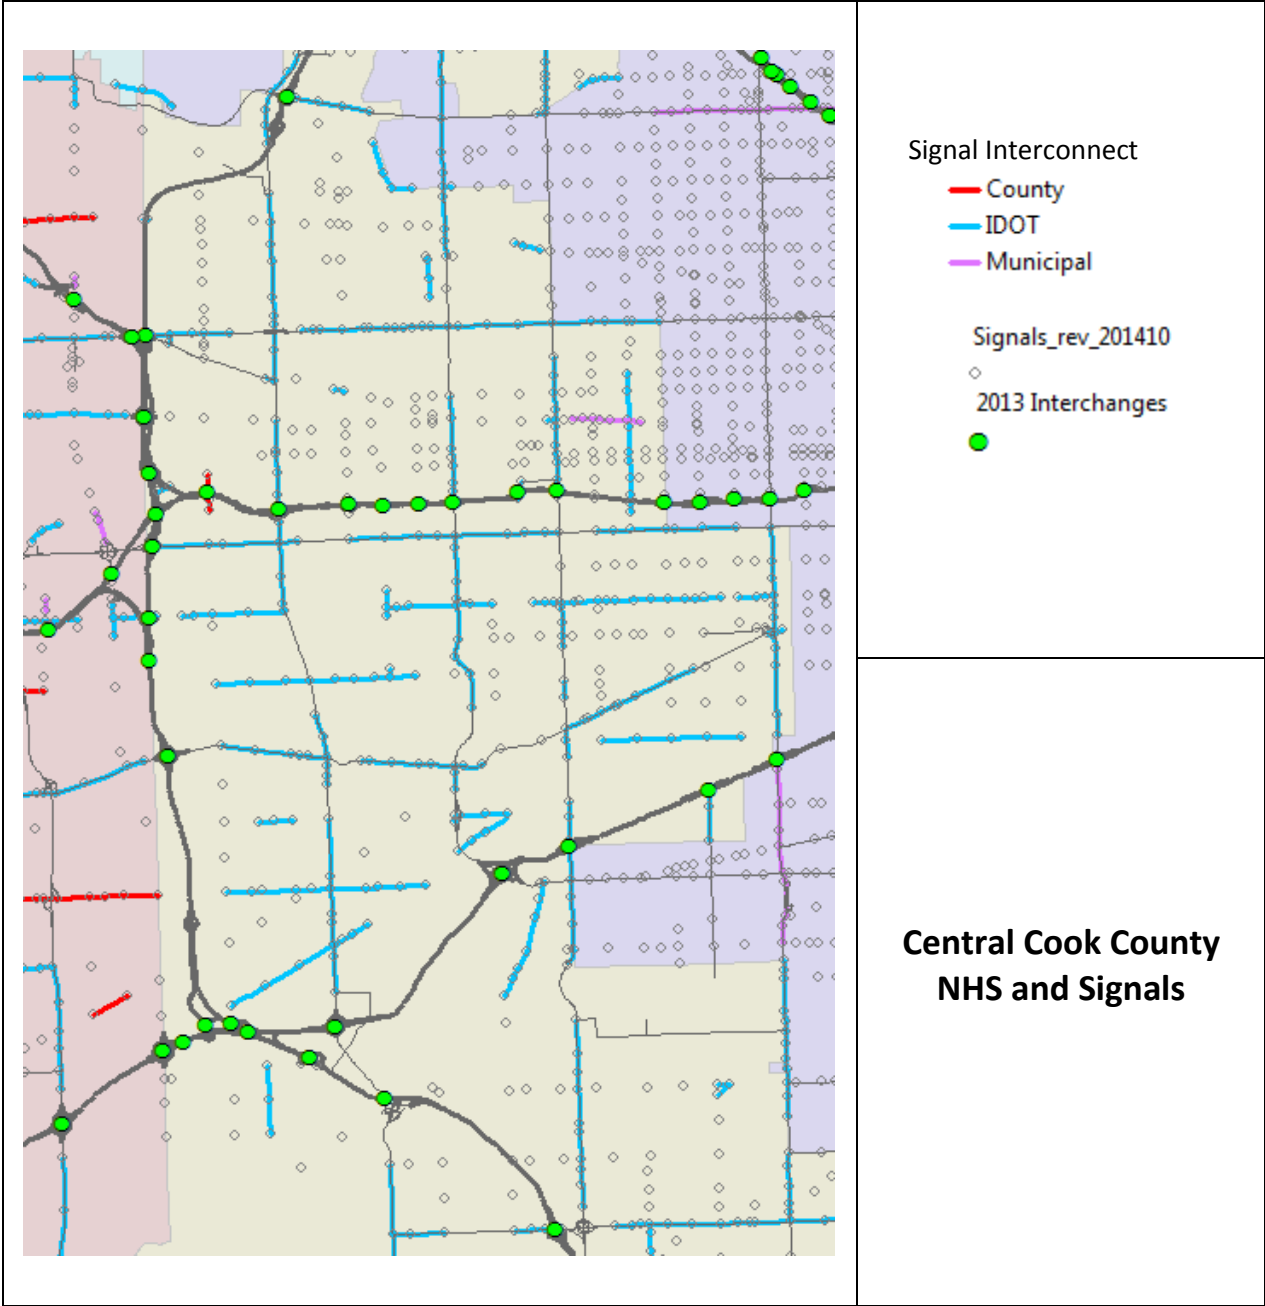 Signal Interconnect
County
IDOT
Municipal
Signals_rev_201410
2013 Interchanges
Central Cook County
NHS and Signals